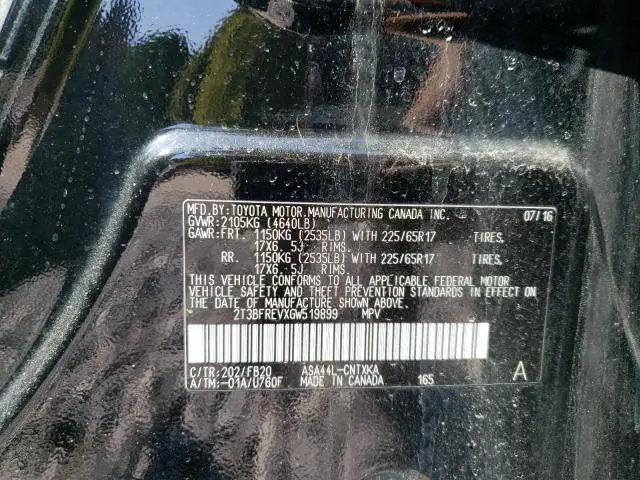 MFD.BY:TOYOTA MOTOR.MANUFACTURING CANADA INC. 07/16
GVWR:2105KG (4640LB)
GAWR:FRT. 1150KG (2535LB) WITH 225/65R17 TIRES,
17X6. 5J RIMS.
RR. 1150KG (2535LB) WITH 225/65R17 TIRES,
17X6. 5J RIMS.
THIS VEHICLE CONFORMS TO ALL APPLICABLE FEDERAL MOTOR
VEHICLE SAFETY AND THEFT PREVENTION STANDARDS IN EFFECT ON
THE DATE OF MANUFACTURE SHOWN ABOVE.
2T3BFREVXGW519899 MPV
C/TR:202/FB20 ASA44L-CNTXKA A
A/TM:-01A/U760F MADE IN CANADA 165